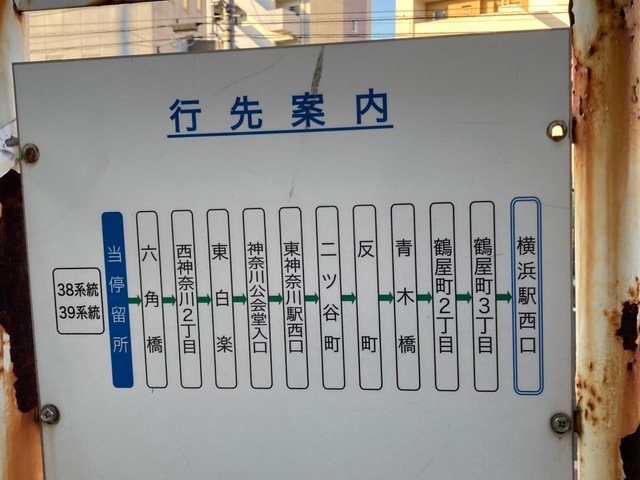 行先案内
38系統
39系統
当停留所
六角橋
西神奈川2丁目
東白楽
神奈川公会堂入口
東神奈川駅西口
二ツ谷町
反町
青木橋
鶴屋町2丁目
鶴屋町3丁目
横浜駅西口